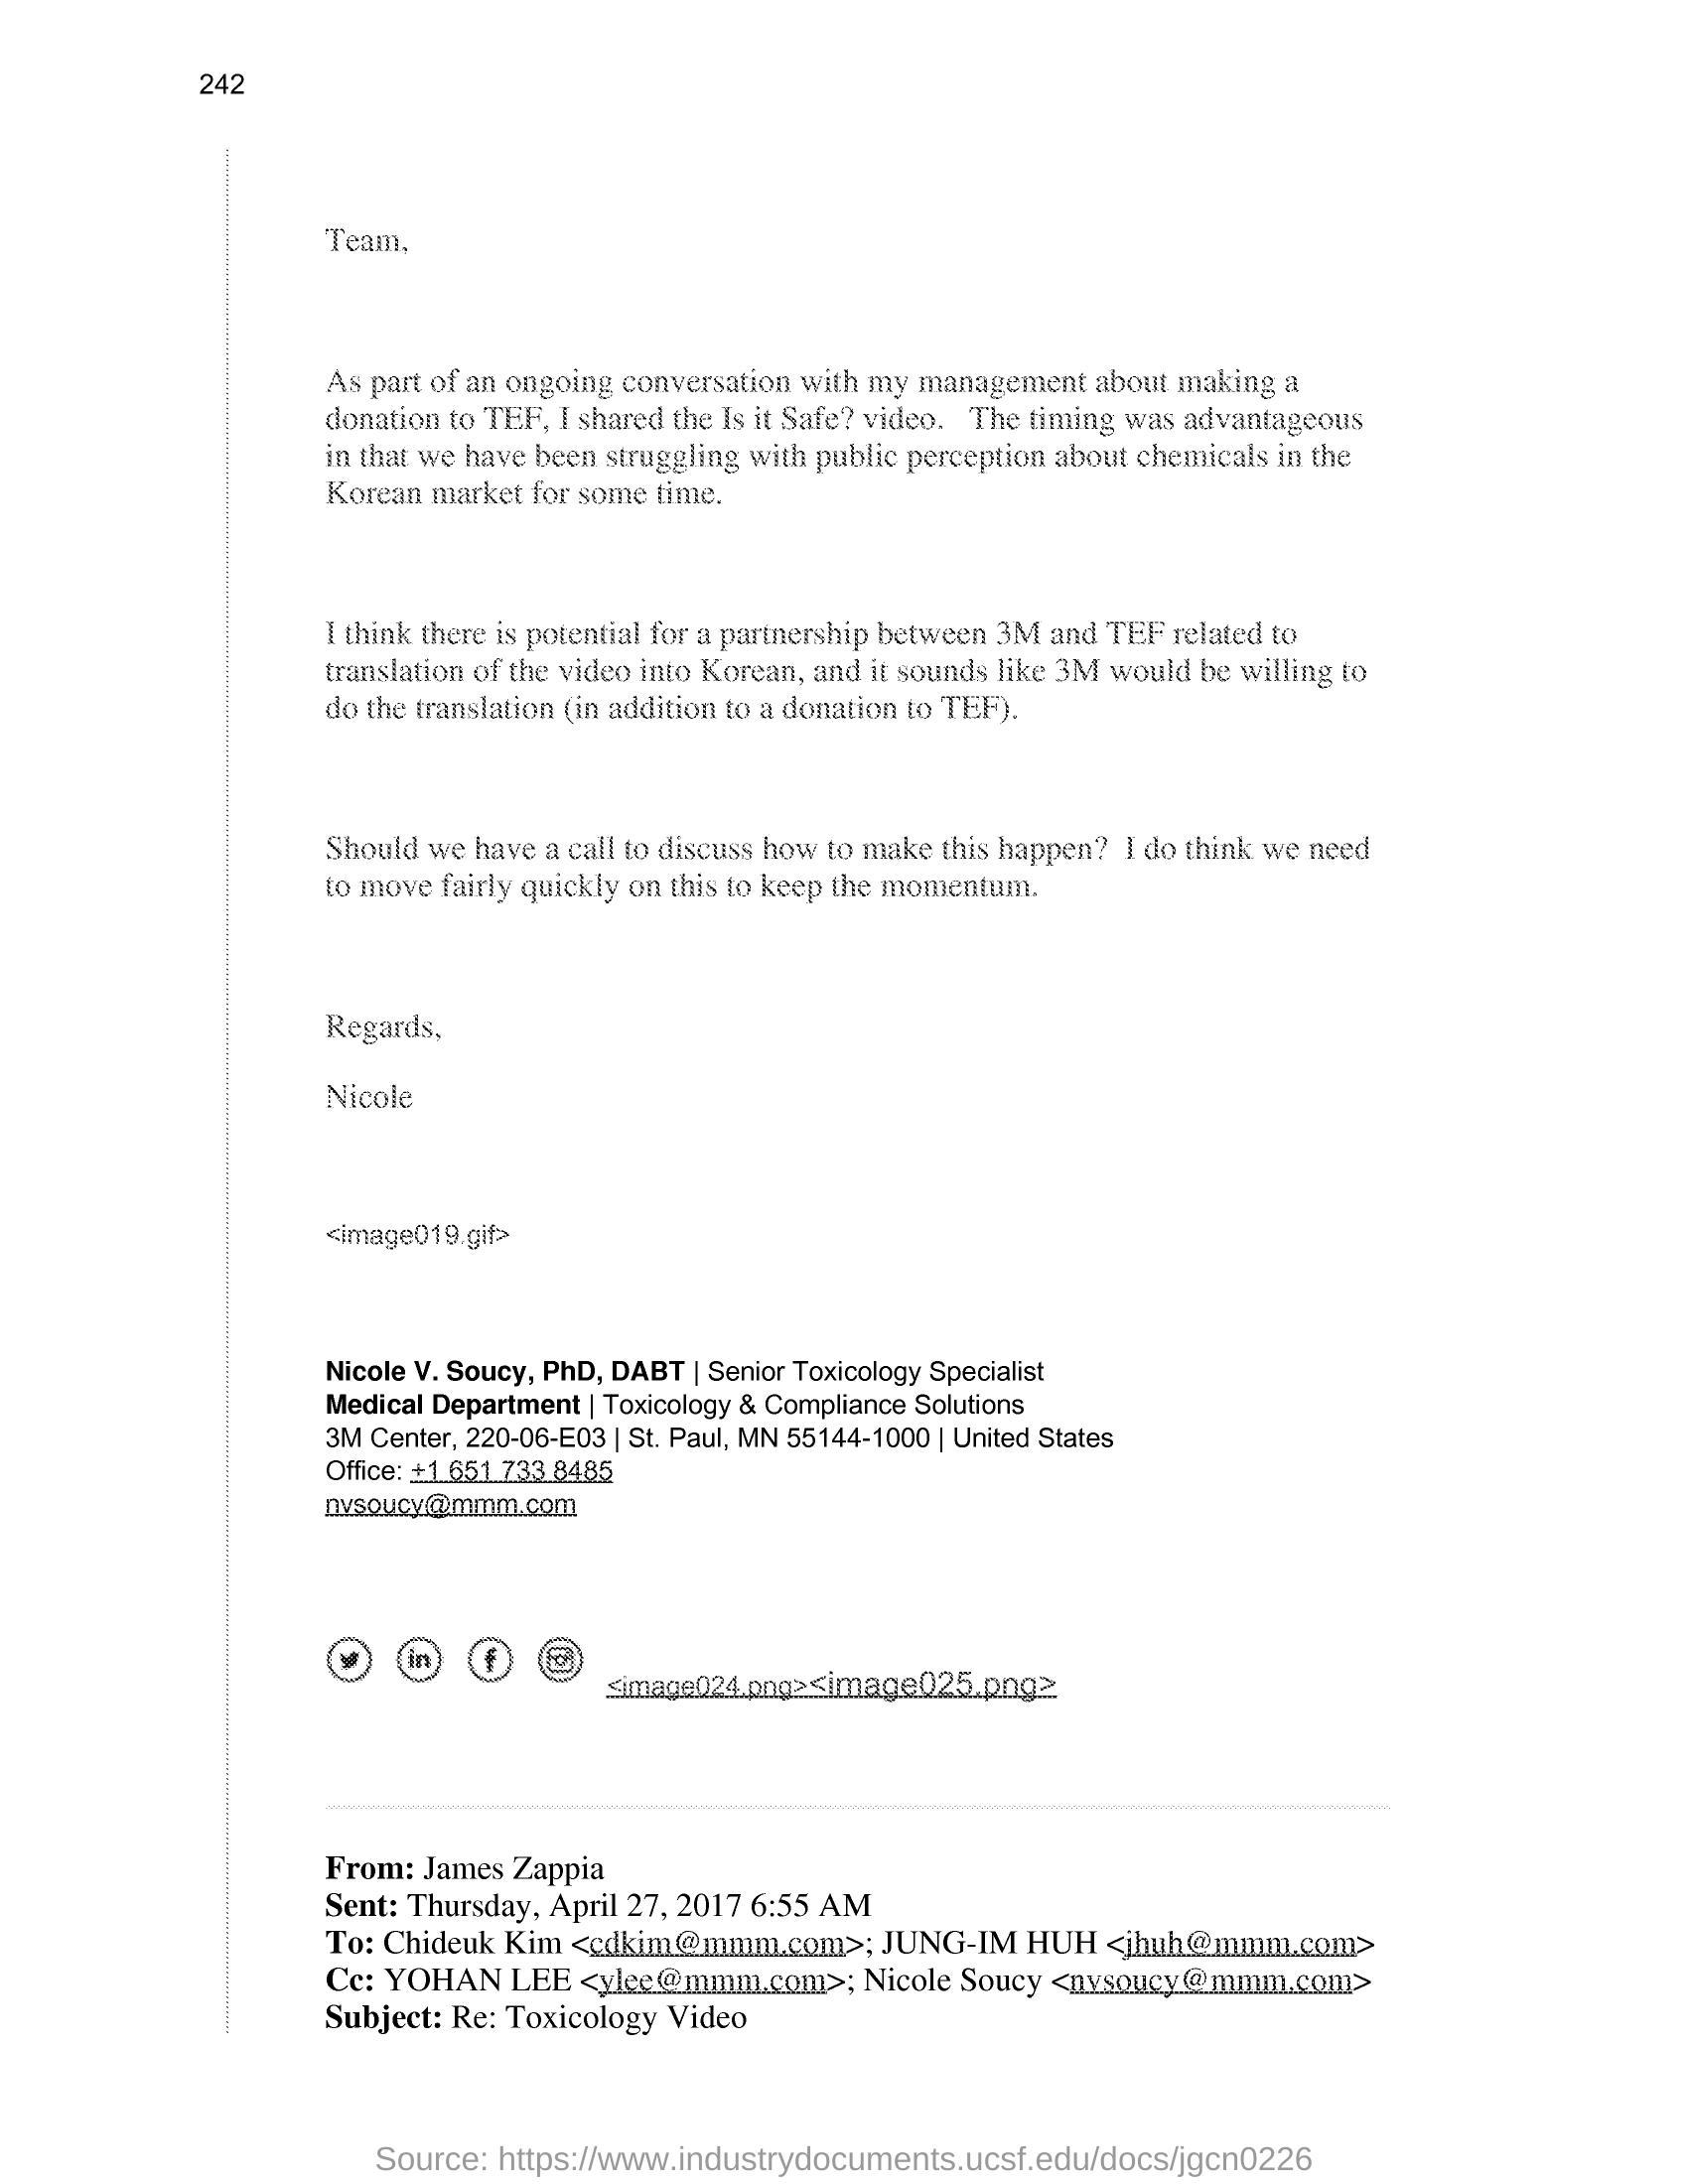 242
Team,
As part of an ongoing conversation with my management about making a
donation to TEF, I shared the Is it Safe? video.   The timing was advantageous
in that we have been struggling with public perception about chemicals in the
Korean market for some time.
I think there is potential for a partnership between 3M and TEF related to
translation of the video into Korean, and it sounds like 3M would be willing to
do the translation (in addition to a donation to TEF).
Should we have a call to discuss how to make this happen?  I do think we need
to move fairly quickly on this to keep the momentum.
Regards,
Nicole
<image019.gif>
Nicole V. Soucy, PhD, DABT | Senior Toxicology Specialist
Medical Department | Toxicology & Compliance Solutions
3M Center, 220-06-E03 | St. Paul, MN 55144-1000 | United States
Office: +1 651 733 8485
nvsoucy@mmm.com
in f
<image024.png><image025.png>
From: James Zappia
Sent: Thursday, April 27, 2017 6:55 AM
To: Chideuk Kim <cdkim@mmm.com>; JUNG-IM HUH <jhuh@mmm.com>
Cc: YOHAN LEE <ylee@mmm.com>; Nicole Soucy <nvsoucy@mmm.com>
Subject: Re: Toxicology Video
Source: https://www.industrydocuments.ucsf.edu/docs/jgcn0226